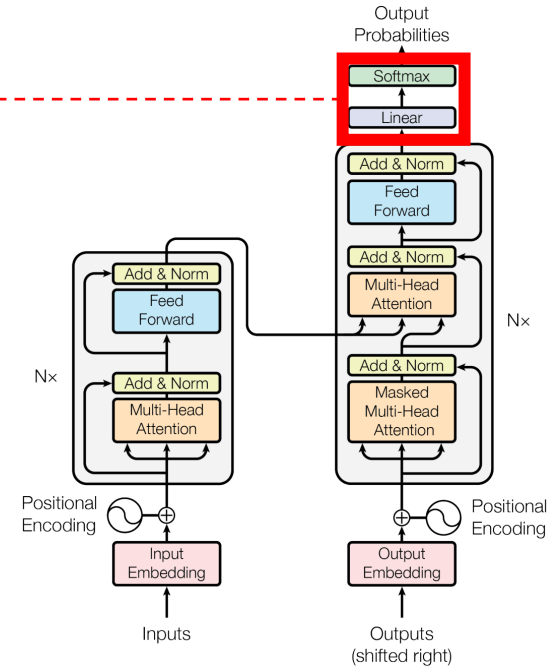 Output
Probabilities
Softmax
Linear
Add & Norm
Feed
Forward
Add & Norm
Multi-Head
Attention
Add & Norm
Masked
Multi-Head
Attention
N×
Positional
Encoding
Output
Embedding
Outputs
(shifted right)
Add & Norm
Feed
Forward
Add & Norm
Multi-Head
Attention
N×
Positional
Encoding
Input
Embedding
Inputs